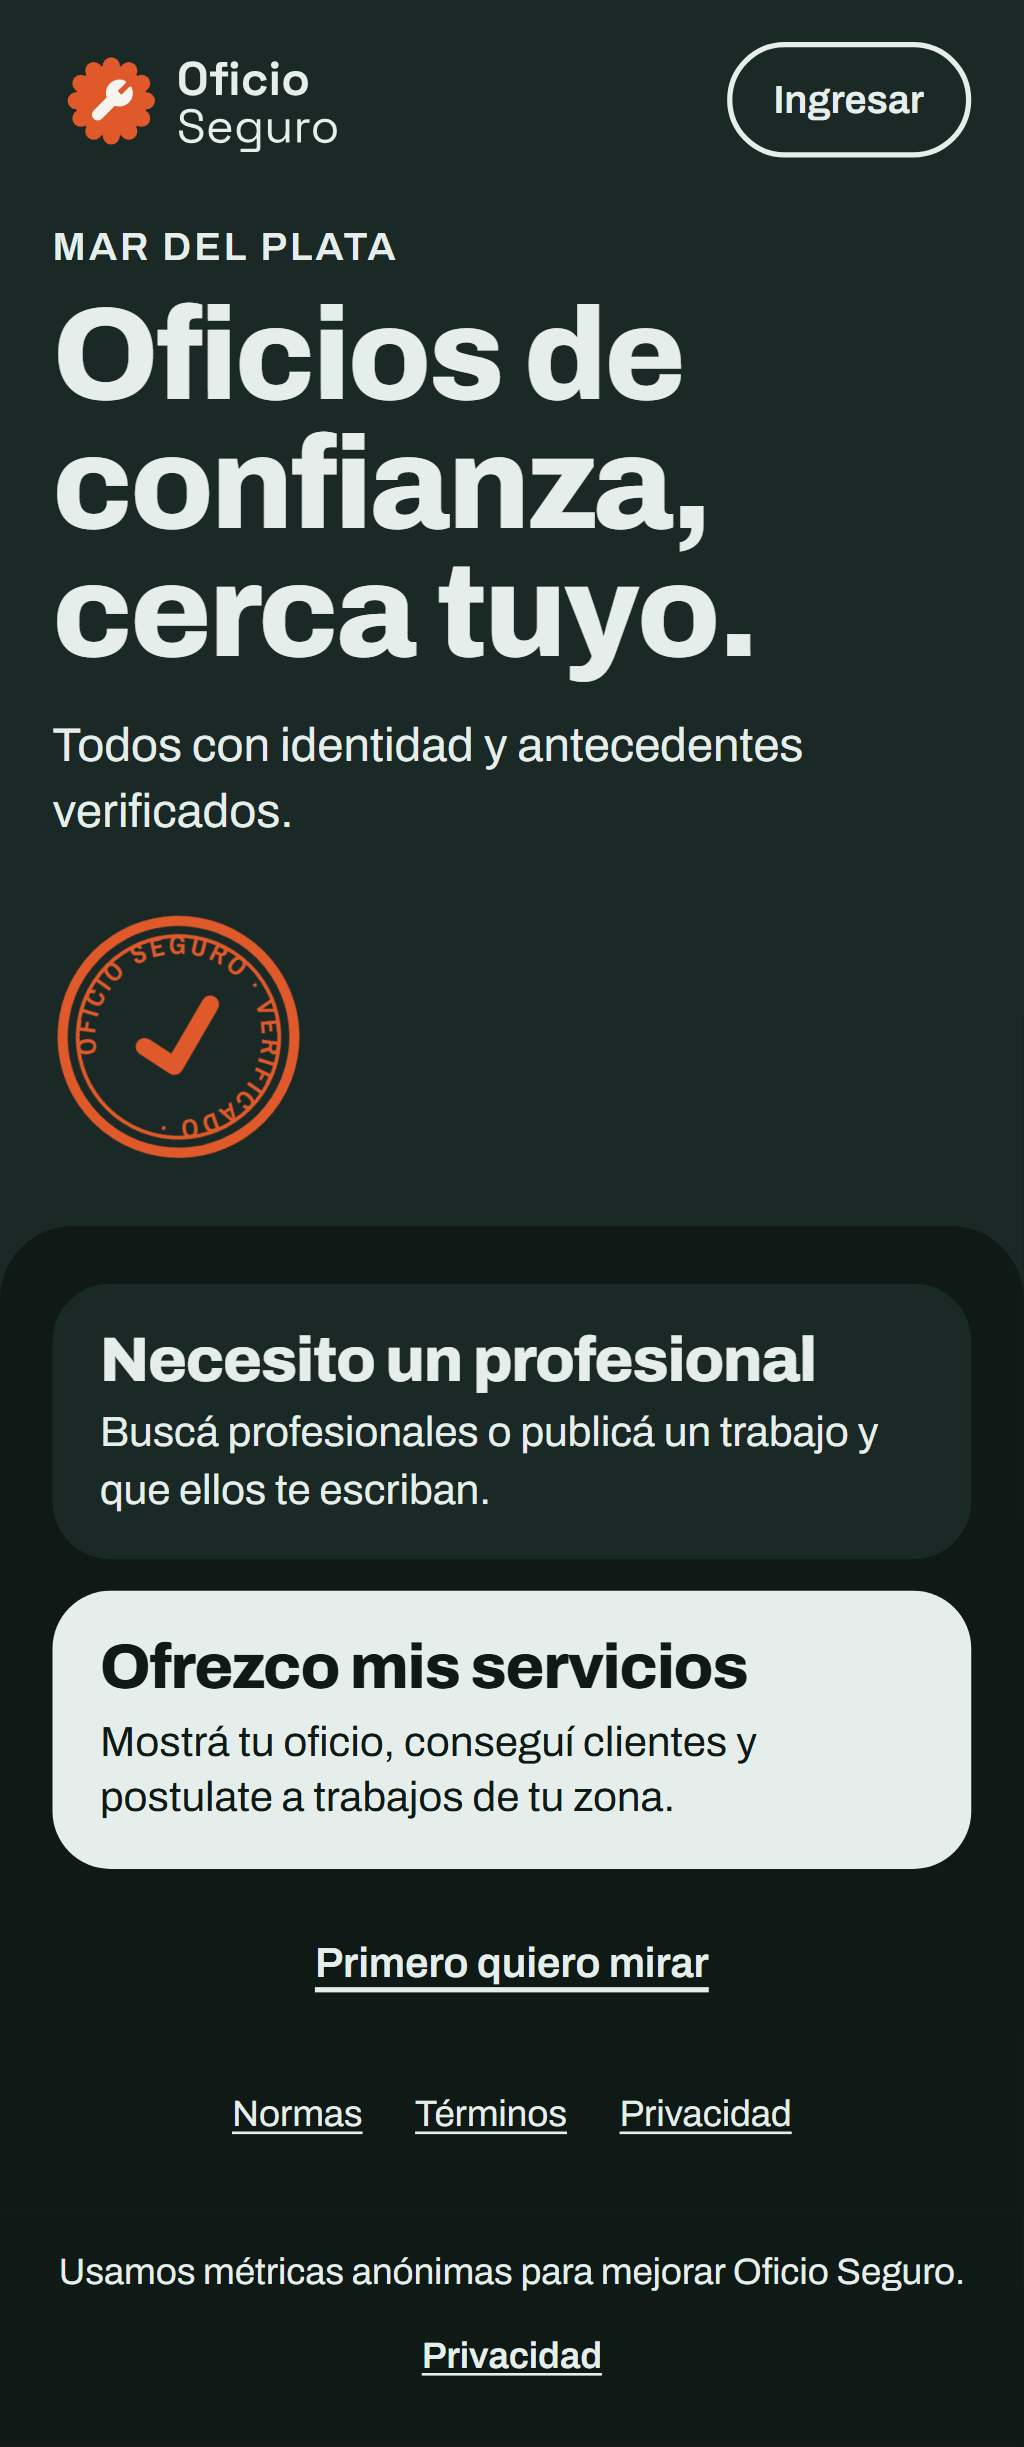 Oficio
Seguro
Ingresar
MAR DEL PLATA
Oficios de
confianza,
cerca tuyo.
Todos con identidad y antecedentes
verificados.
OFICIO SEGURO · VERIFICADO ·
Necesito un profesional
Buscá profesionales o publicá un trabajo y
que ellos te escriban.
Ofrezco mis servicios
Mostrá tu oficio, conseguí clientes y
postulate a trabajos de tu zona.
Primero quiero mirar
Normas Términos Privacidad
Usamos métricas anónimas para mejorar Oficio Seguro.
Privacidad